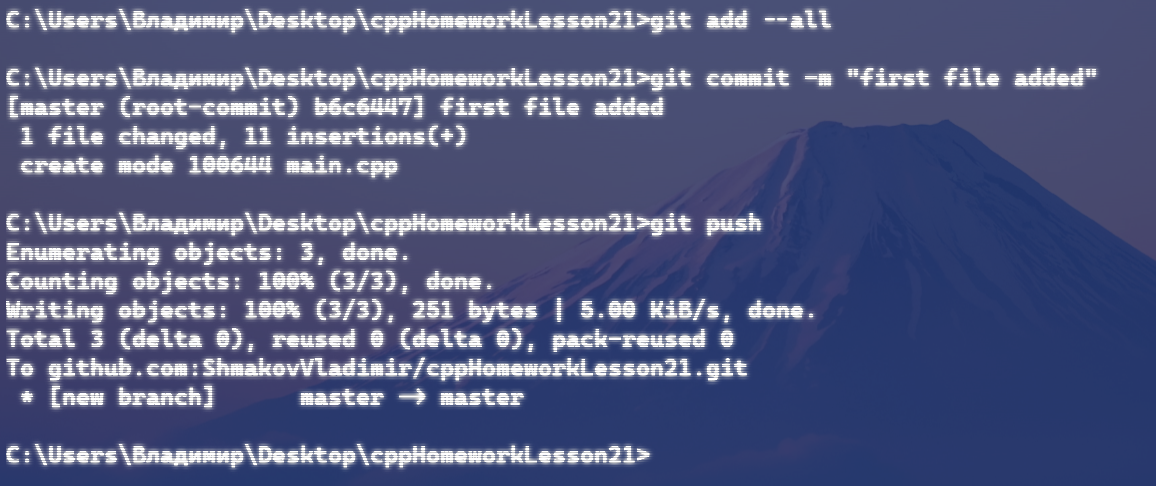 C:\Users\Владимир\Desktop\cppHomeworkLesson21>git add --all
C:\Users\Владимир\Desktop\cppHomeworkLesson21>git commit -m "first file added"
[master (root-commit) b6c6447] first file added
 1 file changed, 11 insertions(+)
 create mode 100644 main.cpp
C:\Users\Владимир\Desktop\cppHomeworkLesson21>git push
Enumerating objects: 3, done.
Counting objects: 100% (3/3), done.
Writing objects: 100% (3/3), 251 bytes | 5.00 KiB/s, done.
Total 3 (delta 0), reused 0 (delta 0), pack-reused 0
To github.com:ShmakovVladimir/cppHomeworkLesson21.git
 * [new branch]      master -> master
C:\Users\Владимир\Desktop\cppHomeworkLesson21>